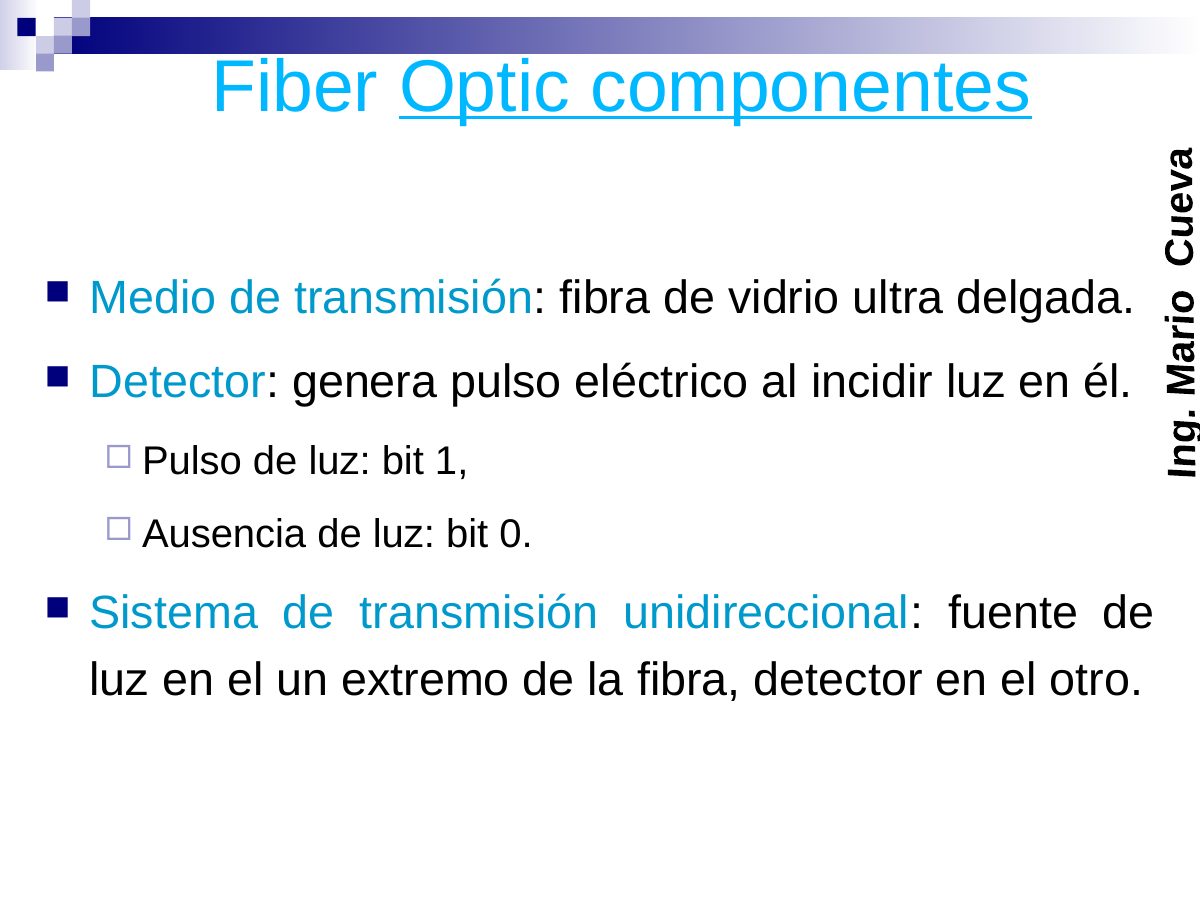 Fiber Optic componentes
Ing. Mario Cueva
Medio de transmisión: fibra de vidrio ultra delgada.
Detector: genera pulso eléctrico al incidir luz en él.
Pulso de luz: bit 1,
Ausencia de luz: bit 0.
Sistema de transmisión unidireccional: fuente de
luz en el un extremo de la fibra, detector en el otro.